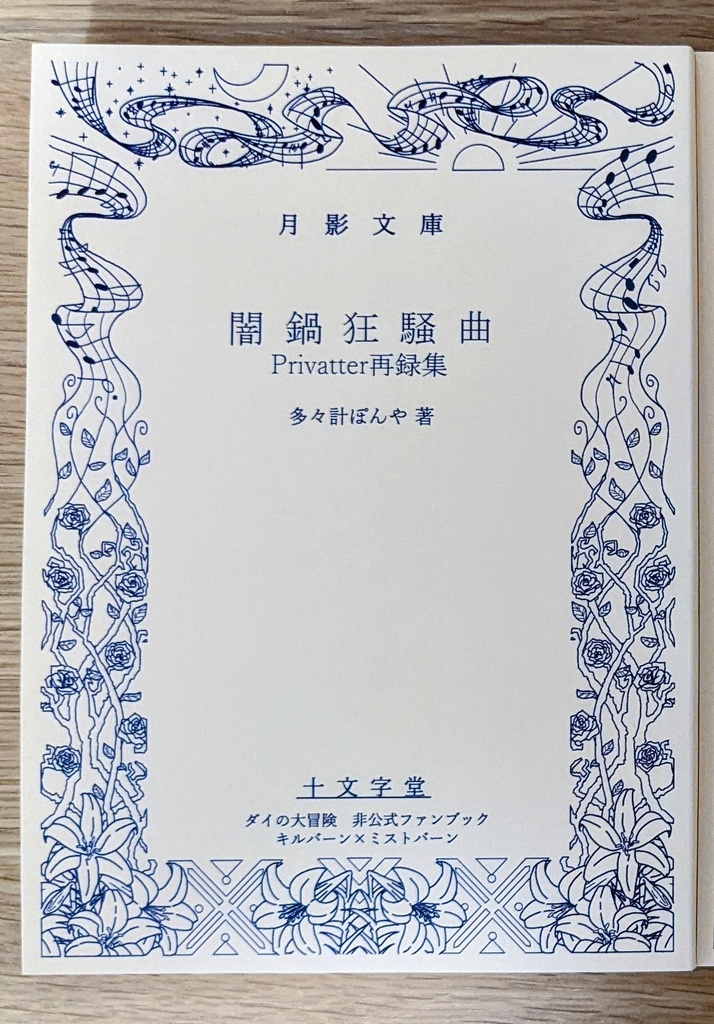 月影文庫
闇鍋狂騒曲
Privatter再録集
多々計ぽんや 著
十文字堂
ダイの大冒険 非公式ファンブック
キルバーン×ミストバーン